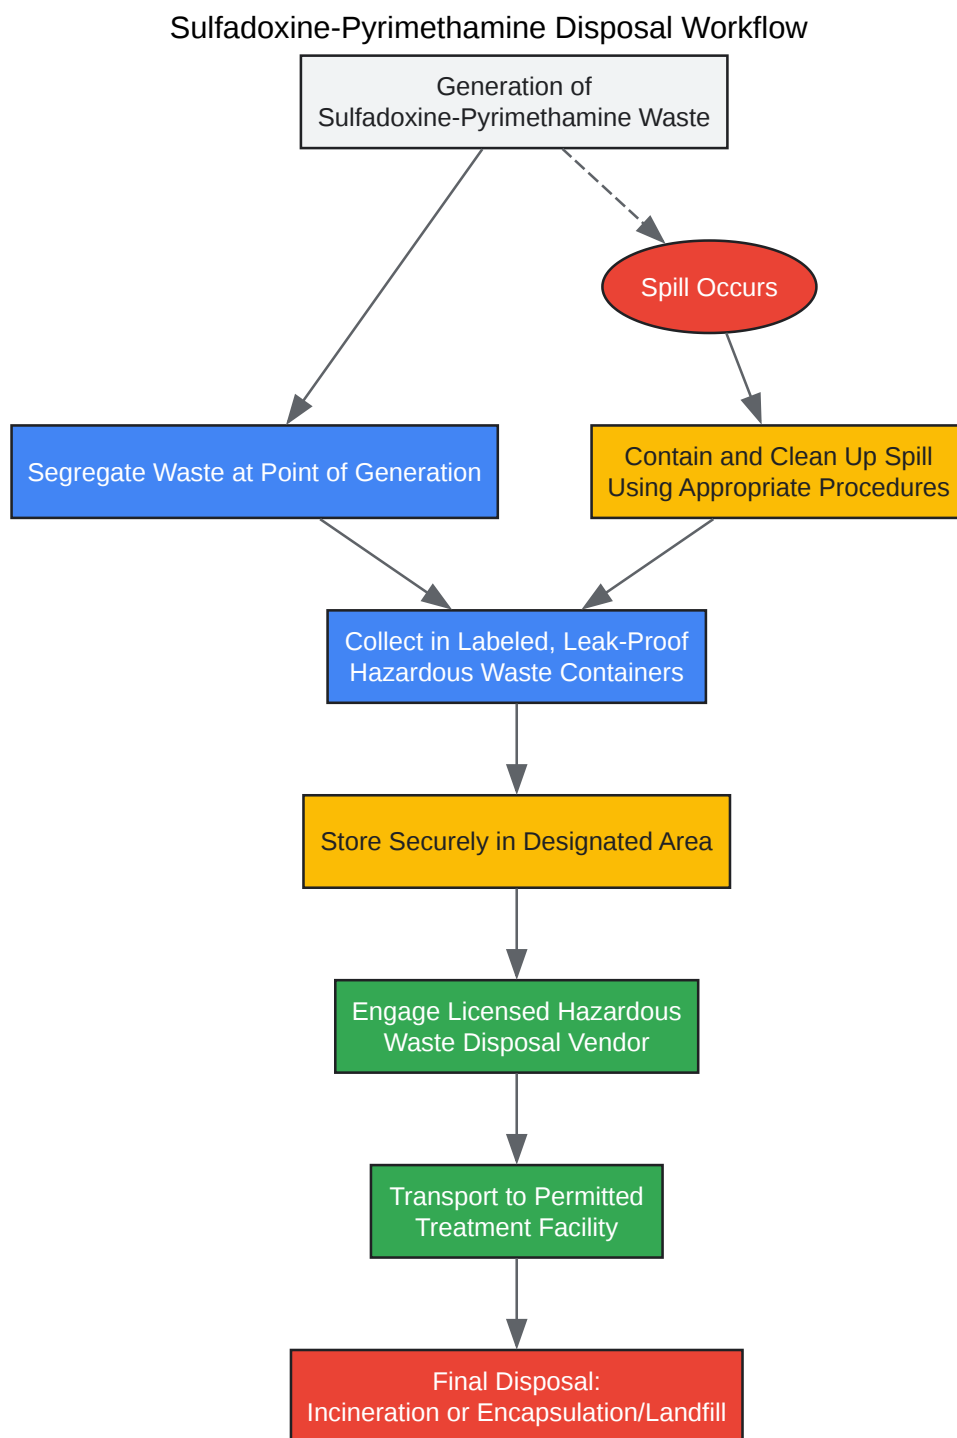 Sulfadoxine-Pyrimethamine Disposal Workflow
Generation of
Sulfadoxine-Pyrimethamine Waste
Spill Occurs
Segregate Waste at Point of Generation
Contain and Clean Up Spill
Using Appropriate Procedures
Collect in Labeled, Leak-Proof
Hazardous Waste Containers
Store Securely in Designated Area
Engage Licensed Hazardous
Waste Disposal Vendor
Transport to Permitted
Treatment Facility
Final Disposal:
Incineration or Encapsulation/Landfill